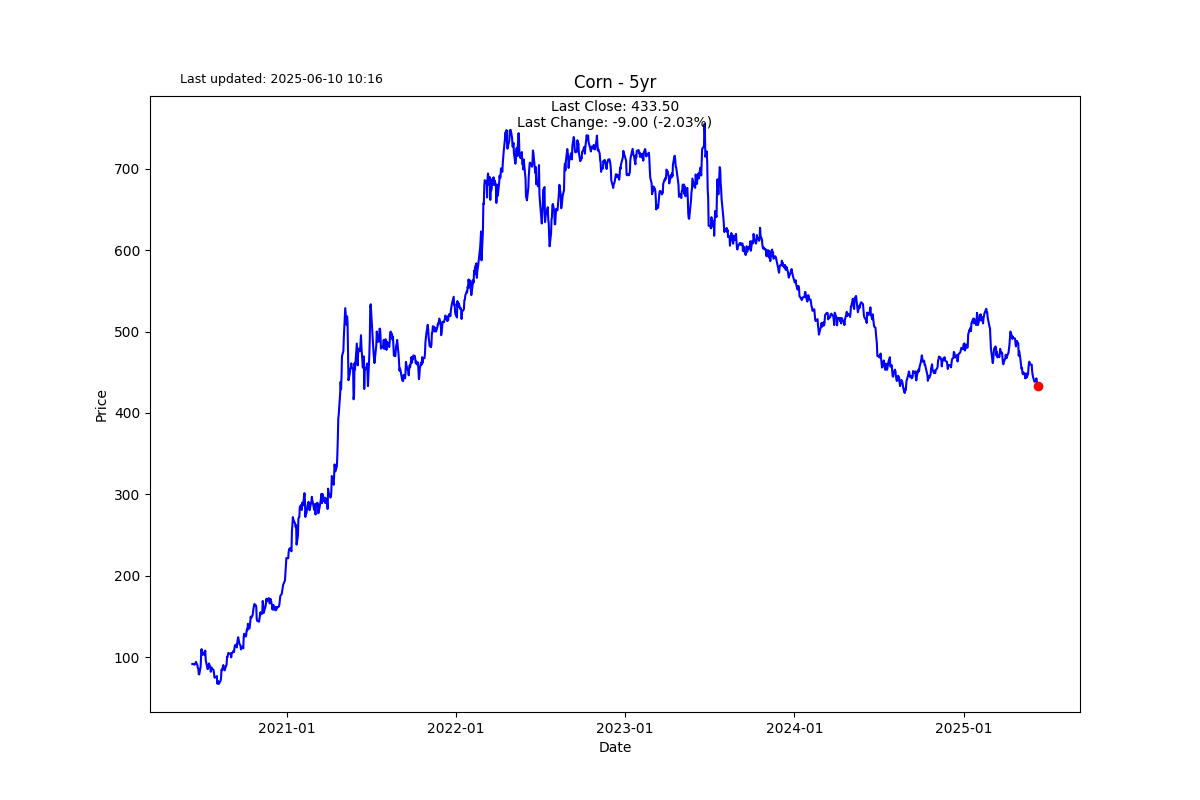 Last updated: 2025-06-10 10:16
Corn - 5yr
Last Close: 433.50
Last Change: -9.00 (-2.03%)
700
600
500
400
300
200
100
Price
2021-01
2022-01
2023-01
2024-01
2025-01
Date